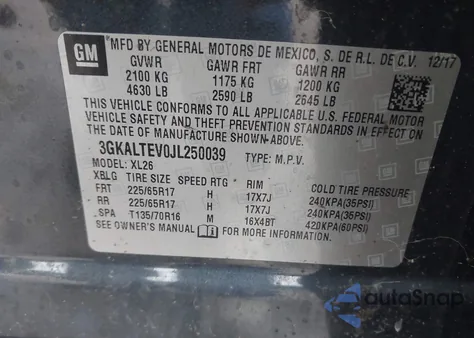 GM MFD BY GENERAL MOTORS DE MEXICO, S. DE R.L. DE C.V. 12/17
GVWR GAWR FRT GAWR RR
2100 KG 1175 KG 1200 KG
4630 LB 2590 LB 2645 LB
THIS VEHICLE CONFORMS TO ALL APPLICABLE U.S. FEDERAL MOTOR
VEHICLE SAFETY AND THEFT PREVENTION STANDARDS IN EFFECT
ON THE DATE OF MANUFACTURE SHOWN ABOVE.
3GKALTEV0JL250039 TYPE: M.P.V.
MODEL: XL26
XBLG TIRE SIZE SPEED RTG RIM COLD TIRE PRESSURE
FRT 225/65R17 H 17X7J 240KPA(35PSI)
RR 225/65R17 H 17X7J 240KPA(35PSI)
SPA T135/70R16 M 16X4BT 420KPA(60PSI)
SEE OWNER'S MANUAL FOR MORE INFORMATION.
autoSnap